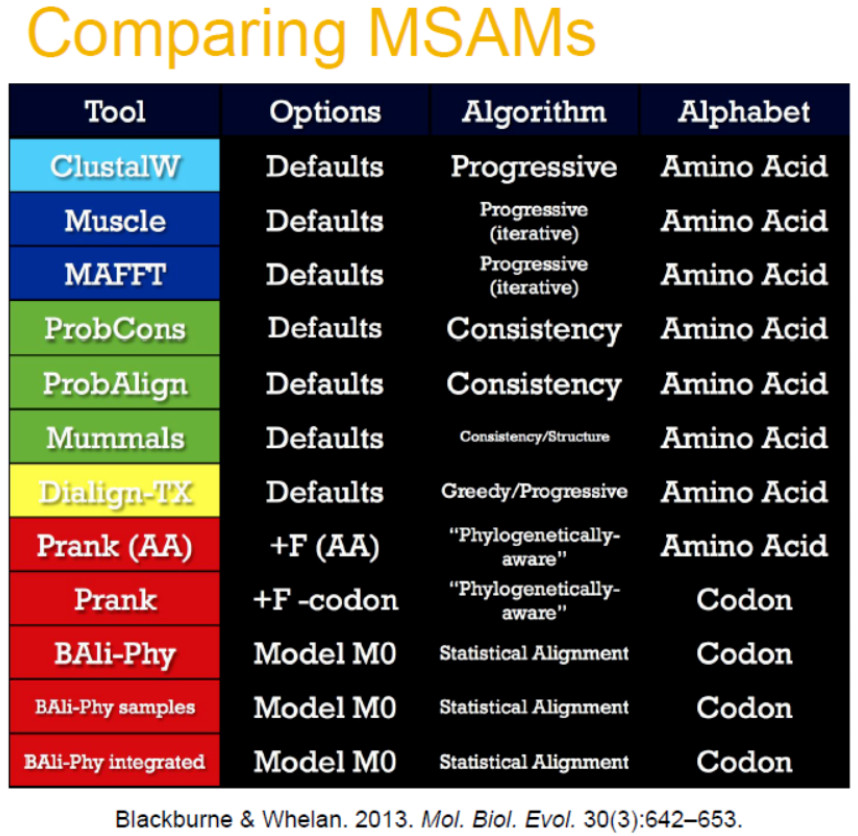 Comparing MSAMs
Tool Options Algorithm Alphabet
ClustalW Defaults Progressive Amino Acid
Muscle Defaults Progressive (iterative) Amino Acid
MAFFT Defaults Progressive (iterative) Amino Acid
ProbCons Defaults Consistency Amino Acid
ProbAlign Defaults Consistency Amino Acid
Mummals Defaults Consistency/Structure Amino Acid
Dialign-TX Defaults Greedy/Progressive Amino Acid
Prank (AA) +F (AA) “Phylogenetically-aware” Amino Acid
Prank +F -codon “Phylogenetically-aware” Codon
BAli-Phy Model M0 Statistical Alignment Codon
BAli-Phy samples Model M0 Statistical Alignment Codon
BAli-Phy integrated Model M0 Statistical Alignment Codon
Blackburne & Whelan. 2013. Mol. Biol. Evol. 30(3):642–653.